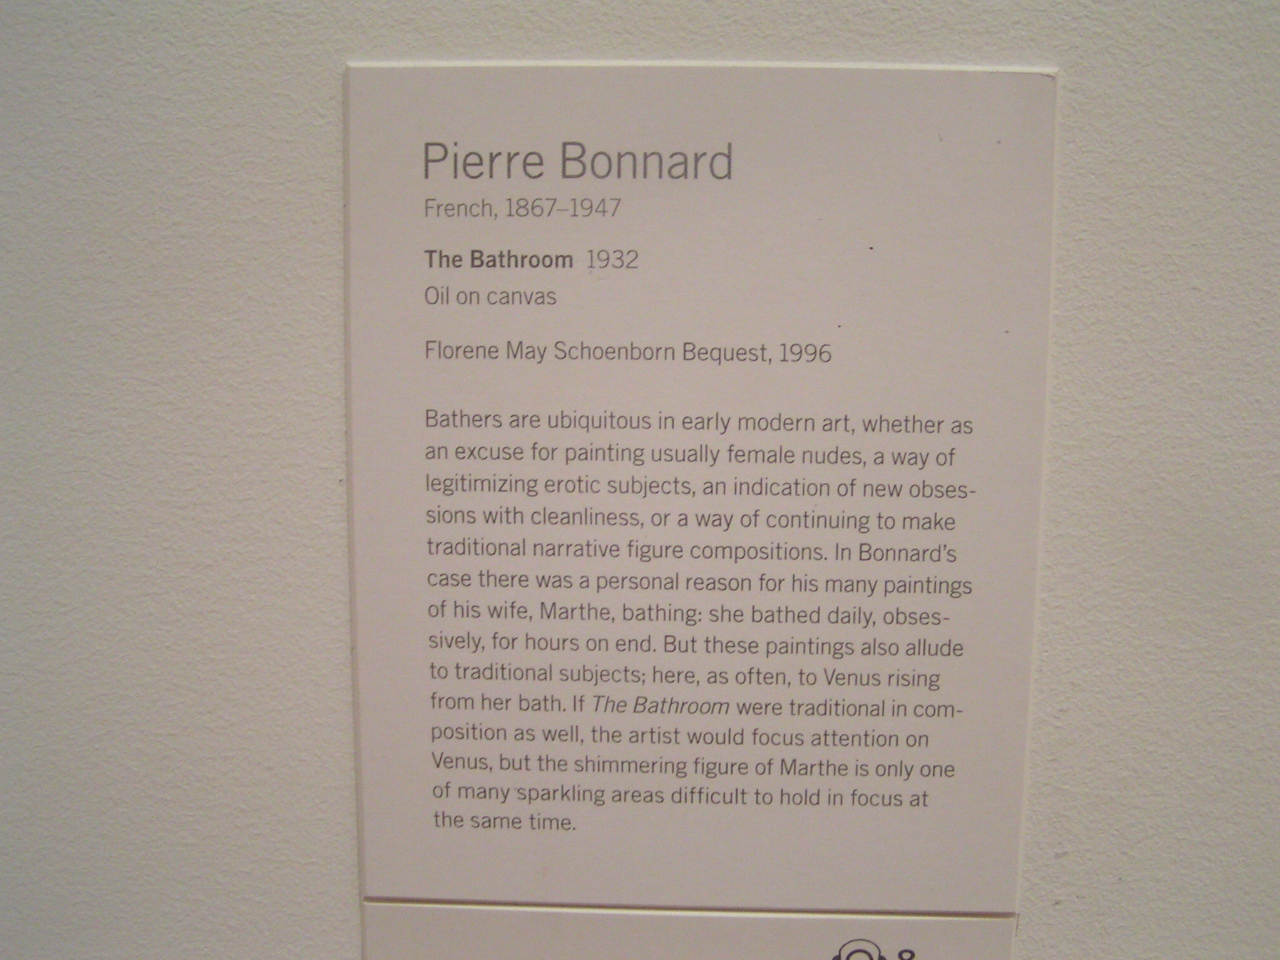 Pierre Bonnard
French, 1867–1947
The Bathroom 1932
Oil on canvas
Florene May Schoenborn Bequest, 1996
Bathers are ubiquitous in early modern art, whether as
an excuse for painting usually female nudes, a way of
legitimizing erotic subjects, an indication of new obses-
sions with cleanliness, or a way of continuing to make
traditional narrative figure compositions. In Bonnard's
case there was a personal reason for his many paintings
of his wife, Marthe, bathing: she bathed daily, obses-
sively, for hours on end. But these paintings also allude
to traditional subjects; here, as often, to Venus rising
from her bath. If The Bathroom were traditional in com-
position as well, the artist would focus attention on
Venus, but the shimmering figure of Marthe is only one
of many sparkling areas difficult to hold in focus at
the same time.